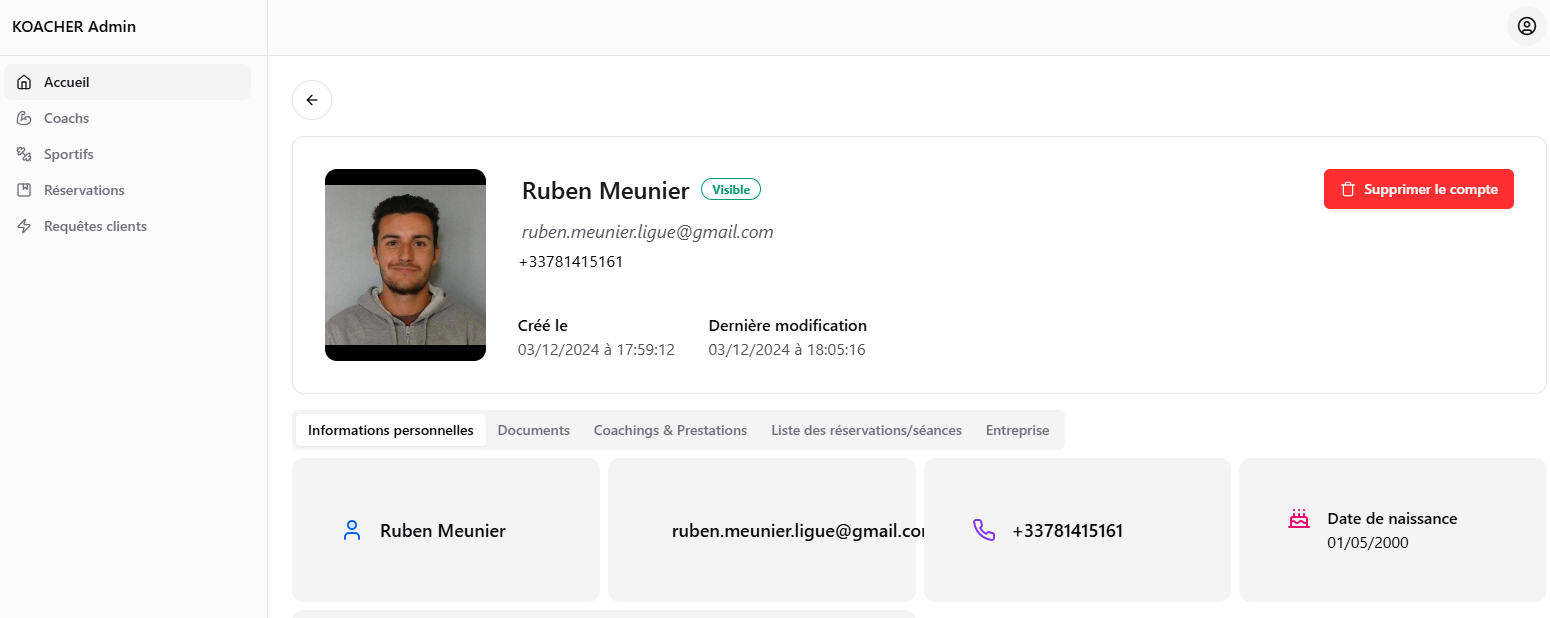 KOACHER Admin
Accueil
Coachs
Sportifs
Réservations
Requêtes clients
Ruben Meunier Visible
Supprimer le compte
ruben.meunier.ligue@gmail.com
+33781415161
Créé le Dernière modification
03/12/2024 à 17:59:12 03/12/2024 à 18:05:16
Informations personnelles Documents Coachings & Prestations Liste des réservations/séances Entreprise
Ruben Meunier
ruben.meunier.ligue@gmail.co
+33781415161
Date de naissance
01/05/2000